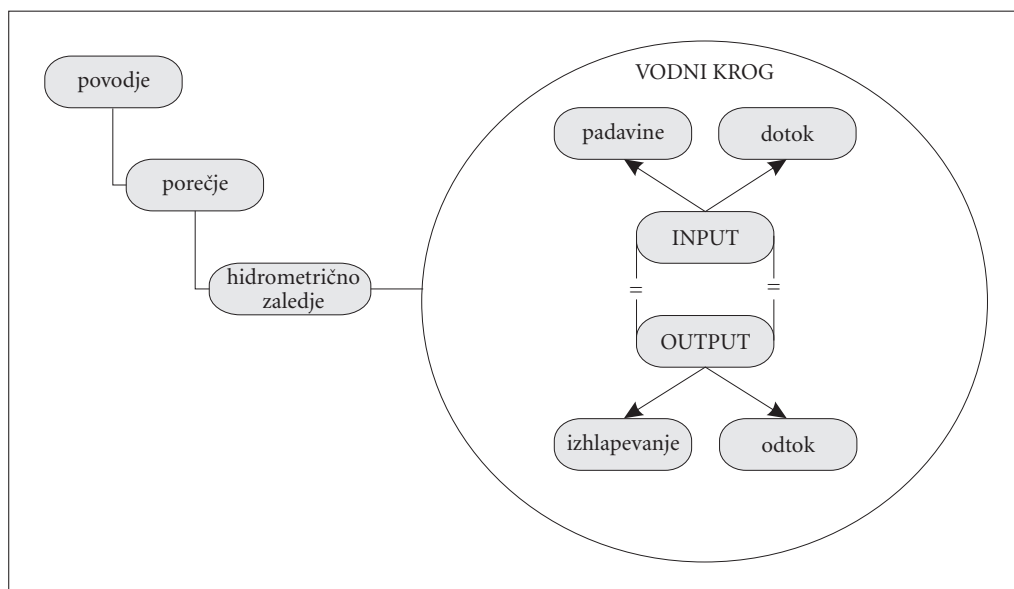 povodje
porečje
hidrometrično
zaledje
VODNI KROG
padavine
dotok
INPUT
= =
OUTPUT
izhlapevanje
odtok